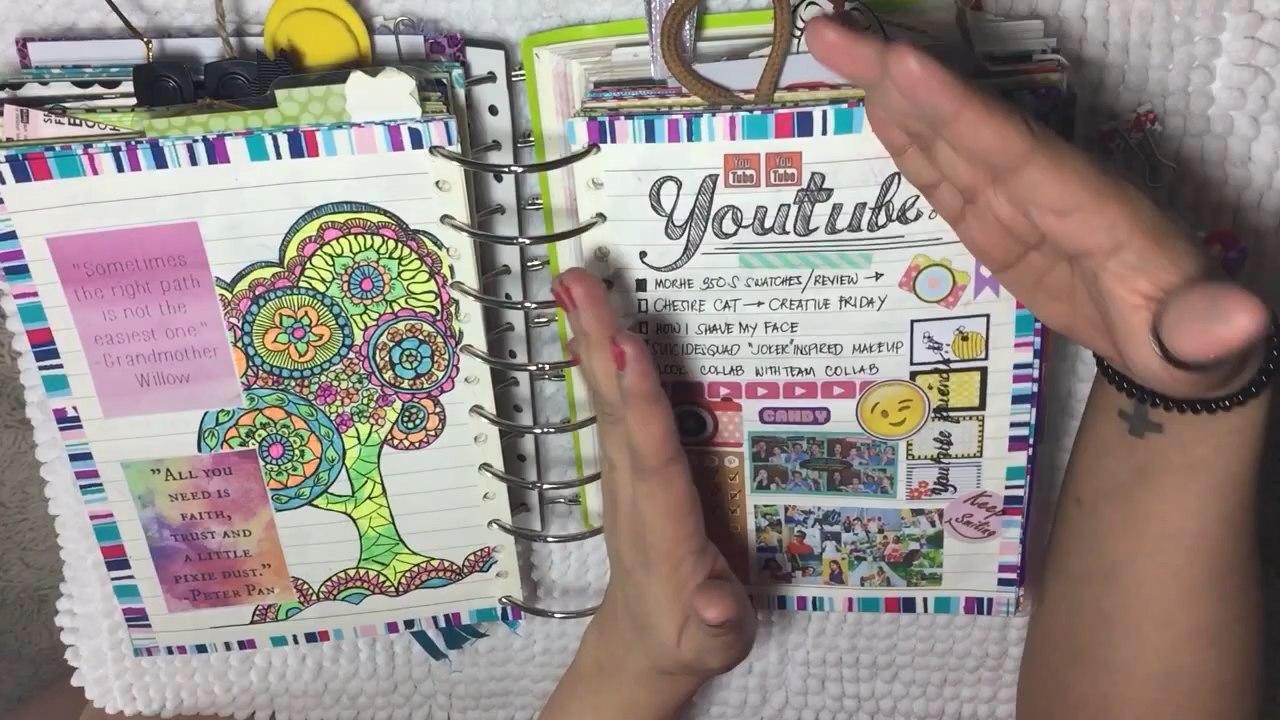 "Sometimes
the right path
is not the
easiest one."
-Grandmother
Willow
"ALL YOU
NEED IS
FAITH,
TRUST AND
A LITTLE
PIXIE DUST."
-PETER PAN
You
Tube
You
Tube
Youtube
MORHE 350 S SWATCHES/REVIEW →
CHESIRE CAT → CREATIVE FRIDAY
HOW I SHAVE MY FACE
SUICIDESQUAD "JOKER" INSPIRED MAKEUP
LOOK COLLAB WITH TEAM COLLAB
CANDY
Youtube friends
Keep
Smiling